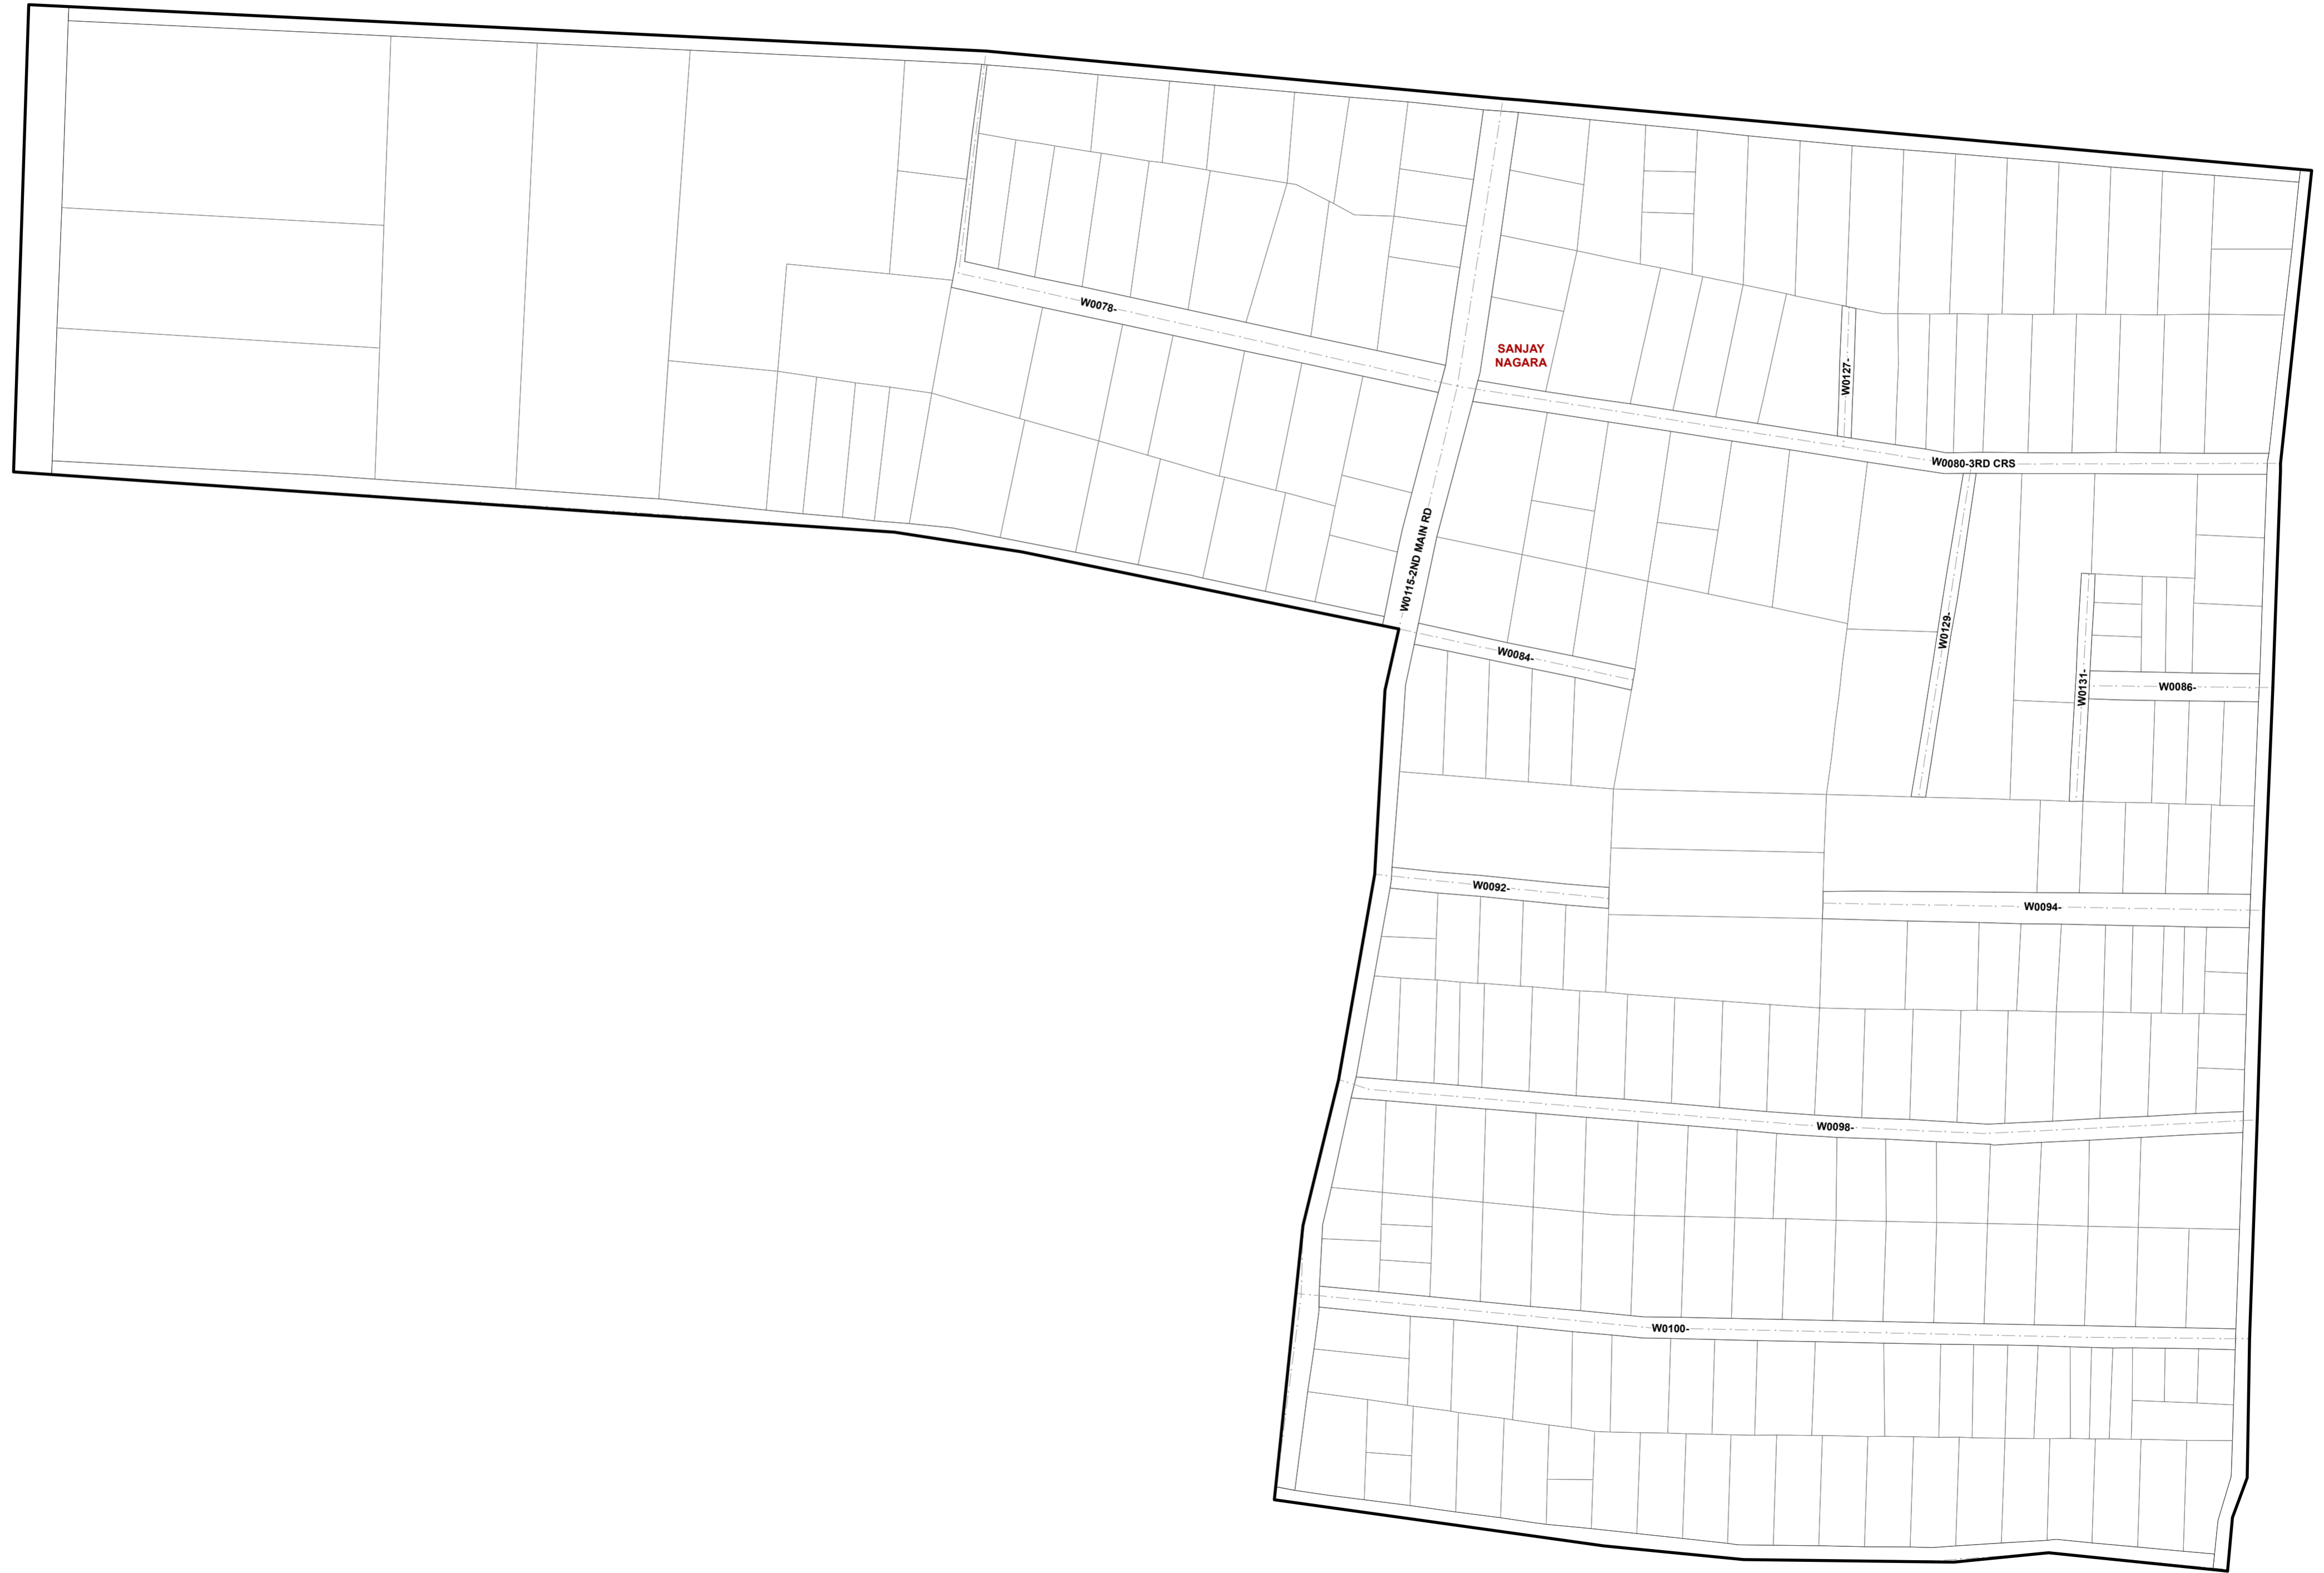 W0078-
SANJAY
NAGARA
W0127-
W0080-3RD CRS
W0115-2ND MAIN RD
W0129-
W0084-
W0131-
W0086-
W0092-
W0094-
W0098-
W0100-